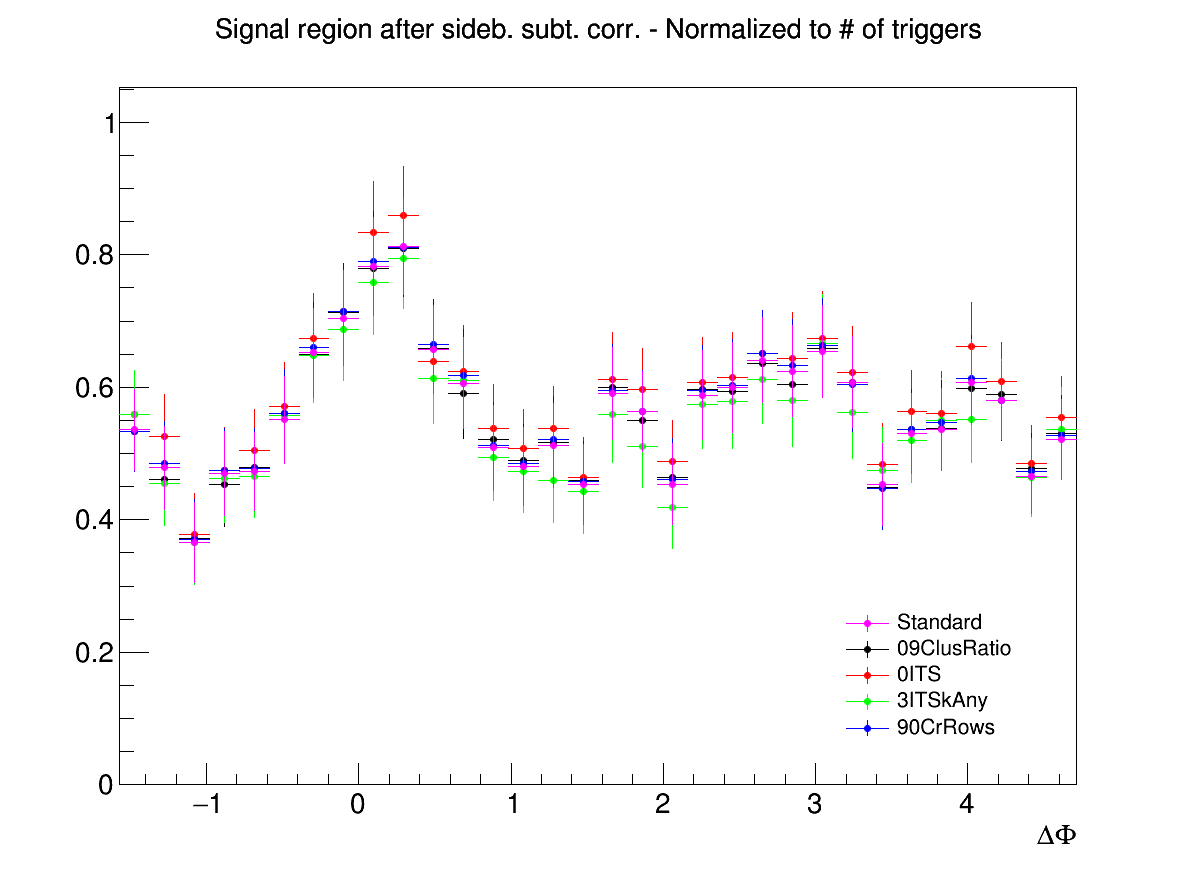 Signal region after sideb. subt. corr. - Normalized to # of triggers
1
0.8
0.6
0.4
0.2
0
−1 0 1 2 3 4
ΔΦ
Standard
09ClusRatio
0ITS
3ITSkAny
90CrRows